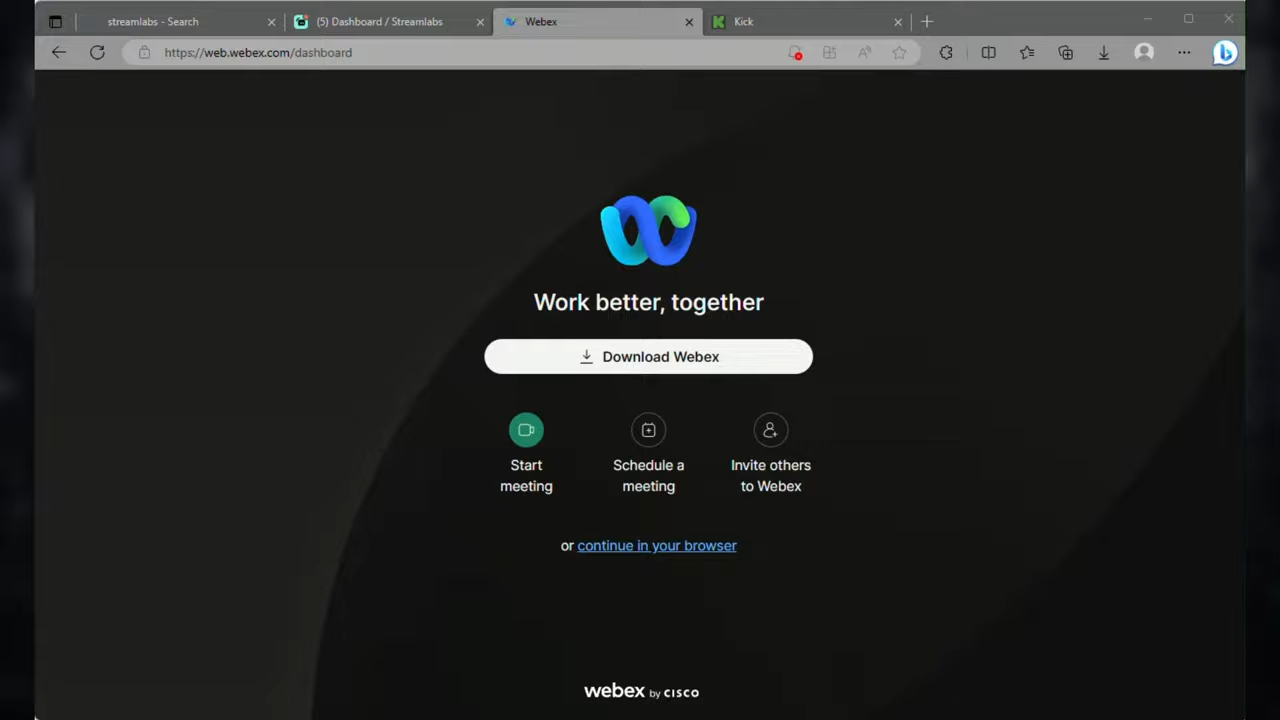 streamlabs - Search
(5) Dashboard / Streamlabs
Webex
Kick
https://web.webex.com/dashboard
Work better, together
Download Webex
Start
meeting
Schedule a
meeting
Invite others
to Webex
or continue in your browser
webex by CISCO